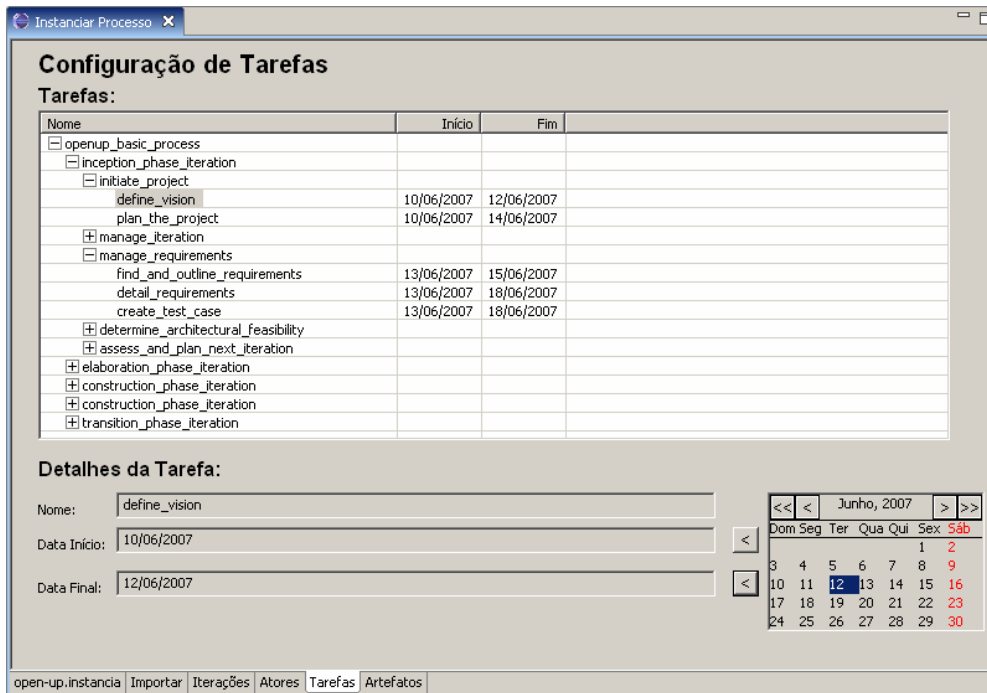 Instanciar Processo
Configuração de Tarefas
Tarefas:
Nome Início Fim
openup_basic_process
inception_phase_iteration
initiate_project
define_vision 10/06/2007 12/06/2007
plan_the_project 10/06/2007 14/06/2007
manage_iteration
manage_requirements
find_and_outline_requirements 13/06/2007 15/06/2007
detail_requirements 13/06/2007 18/06/2007
create_test_case 13/06/2007 18/06/2007
determine_architectural_feasibility
assess_and_plan_next_iteration
elaboration_phase_iteration
construction_phase_iteration
construction_phase_iteration
transition_phase_iteration
Detalhes da Tarefa:
Nome: define_vision
Data Início: 10/06/2007 <
Data Final: 12/06/2007 <
<< < Junho, 2007 > >>
Dom Seg Ter Qua Qui Sex Sáb
1 2
3 4 5 6 7 8 9
10 11 12 13 14 15 16
17 18 19 20 21 22 23
24 25 26 27 28 29 30
open-up.instancia Importar Iterações Atores Tarefas Artefatos